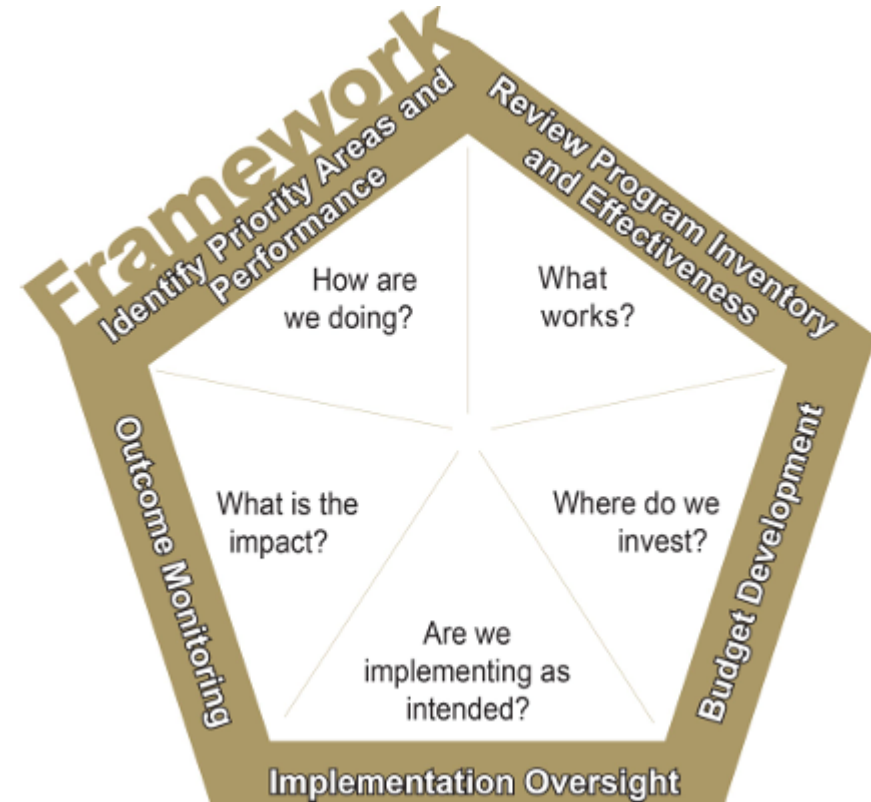 Framework
Identify Priority Areas and
Performance
Review Program Inventory
and Effectiveness
How are
we doing?
What
works?
Outcome Monitoring
What is the
impact?
Where do we
invest?
Budget Development
Are we
implementing as
intended?
Implementation Oversight